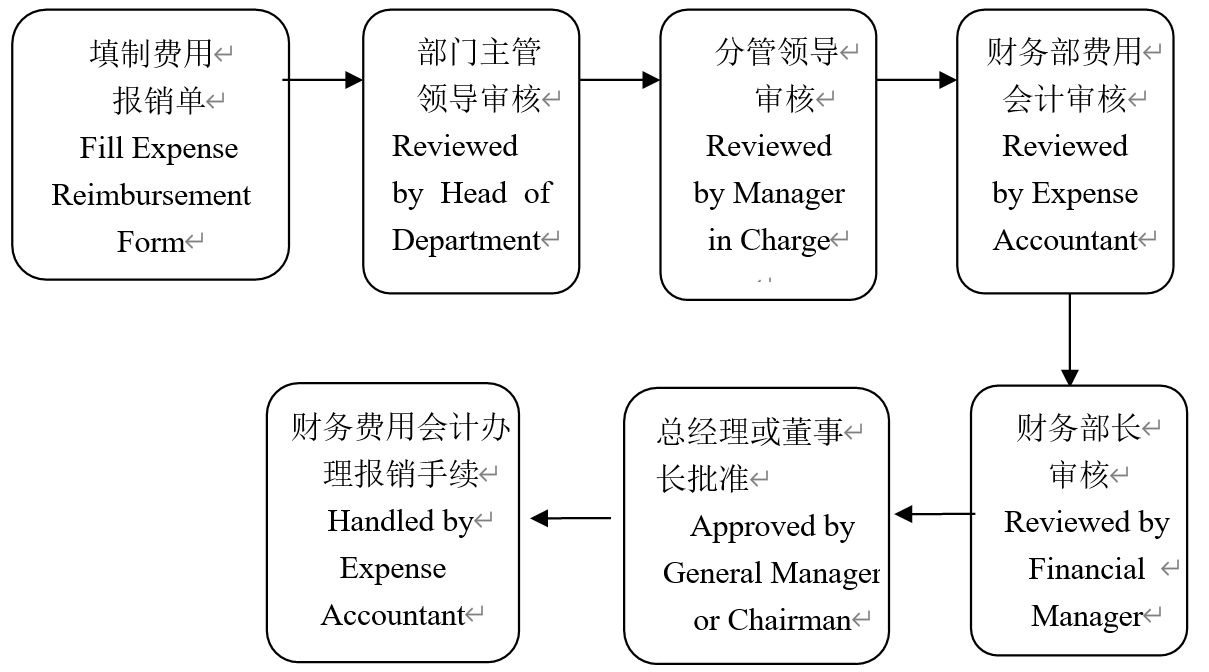 填制费用
报销单
Fill Expense
Reimbursement
Form
部门主管
领导审核
Reviewed
by Head of
Department
分管领导
审核
Reviewed
by Manager
in Charge
财务部费用
会计审核
Reviewed
by Expense
Accountant
财务部长
审核
Reviewed by
Financial
Manager
总经理或董事
长批准
Approved by
General Manager
or Chairman
财务费用会计办
理报销手续
Handled by
Expense
Accountant